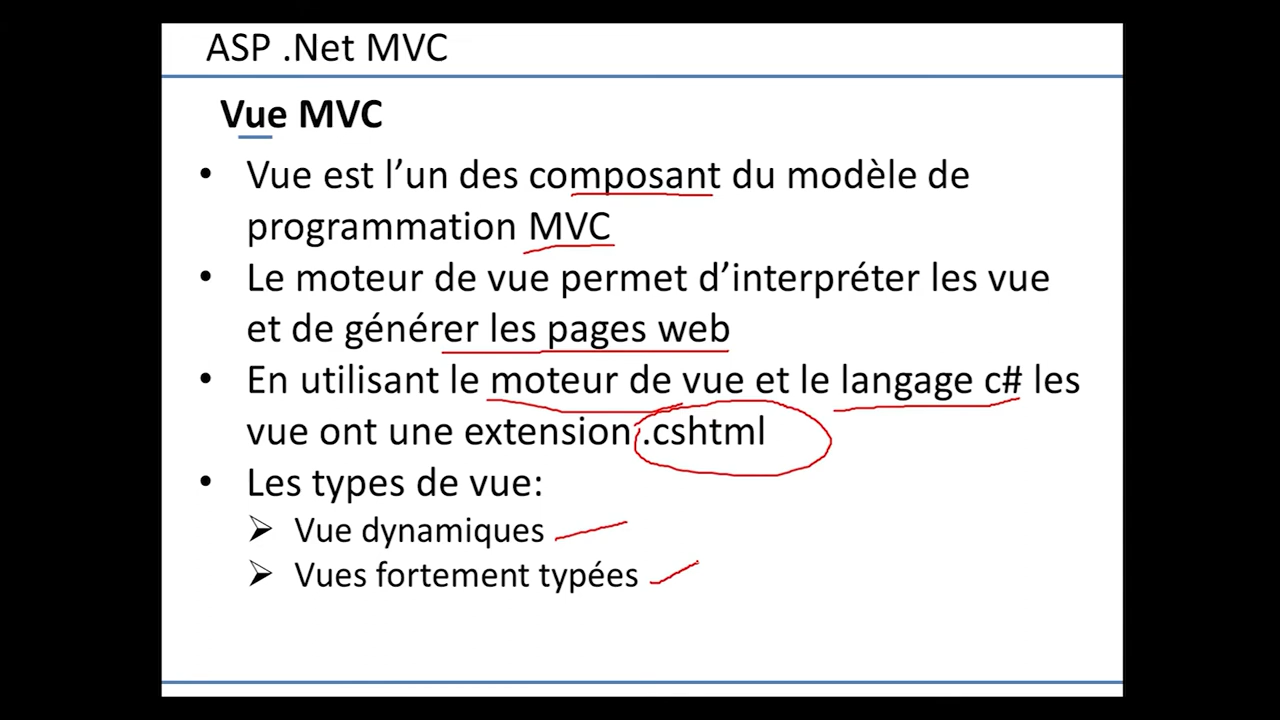 ASP .Net MVC
Vue MVC
• Vue est l’un des composant du modèle de
programmation MVC
• Le moteur de vue permet d’interpréter les vue
et de générer les pages web
• En utilisant le moteur de vue et le langage c# les
vue ont une extension .cshtml
• Les types de vue:
➢ Vue dynamiques
➢ Vues fortement typées